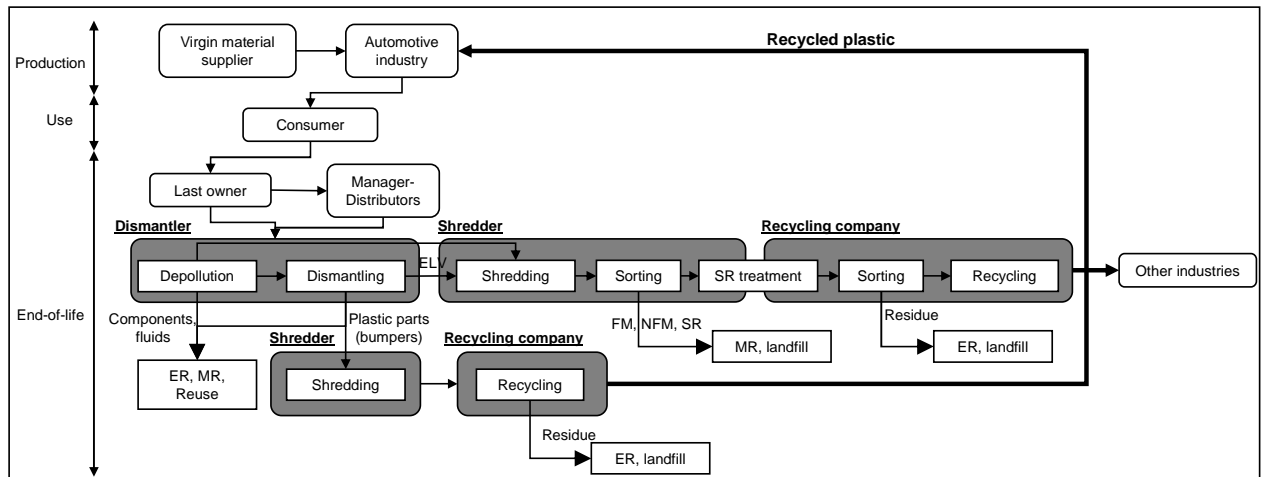 Recycled plastic
Virgin material
supplier
Automotive
industry
Production
Use
Consumer
Last owner
Manager-
Distributors
Dismantler
Shredder
Recycling company
Depollution
Dismantling
ELV
Shredding
Sorting
SR treatment
Sorting
Recycling
Other industries
End-of-life
Components,
fluids
Plastic parts
(bumpers)
FM, NFM, SR
Residue
MR, landfill
ER, landfill
Shredder
Recycling company
ER, MR,
Reuse
Shredding
Recycling
Residue
ER, landfill